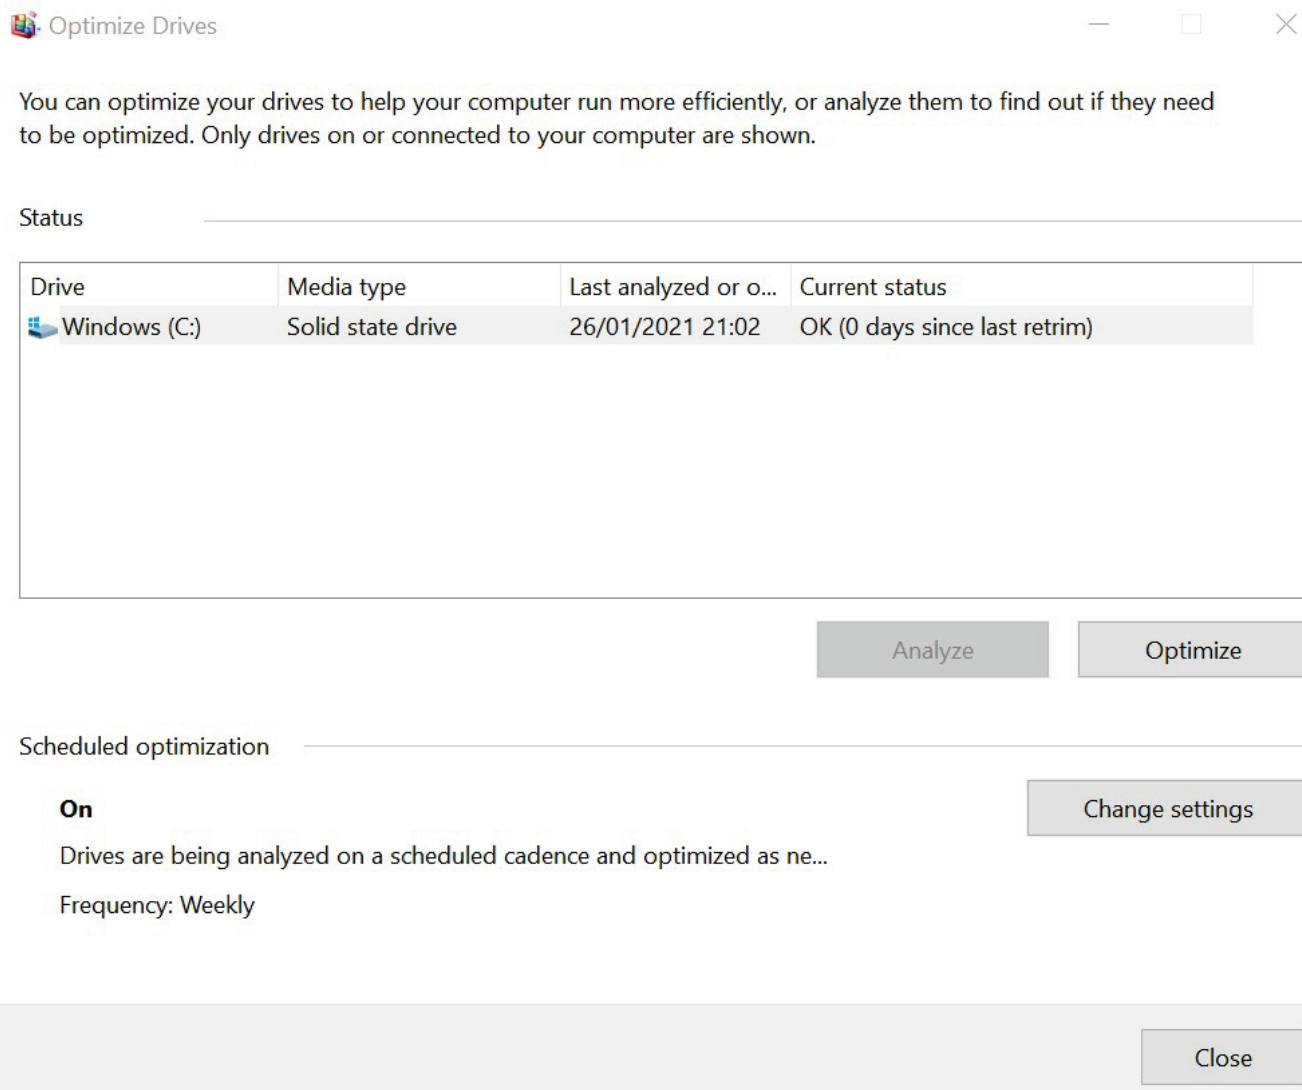 Optimize Drives
You can optimize your drives to help your computer run more efficiently, or analyze them to find out if they need
to be optimized. Only drives on or connected to your computer are shown.
Status
Drive Media type Last analyzed or o... Current status
Windows (C:) Solid state drive 26/01/2021 21:02 OK (0 days since last retrim)
Analyze Optimize
Scheduled optimization
On
Change settings
Drives are being analyzed on a scheduled cadence and optimized as ne...
Frequency: Weekly
Close